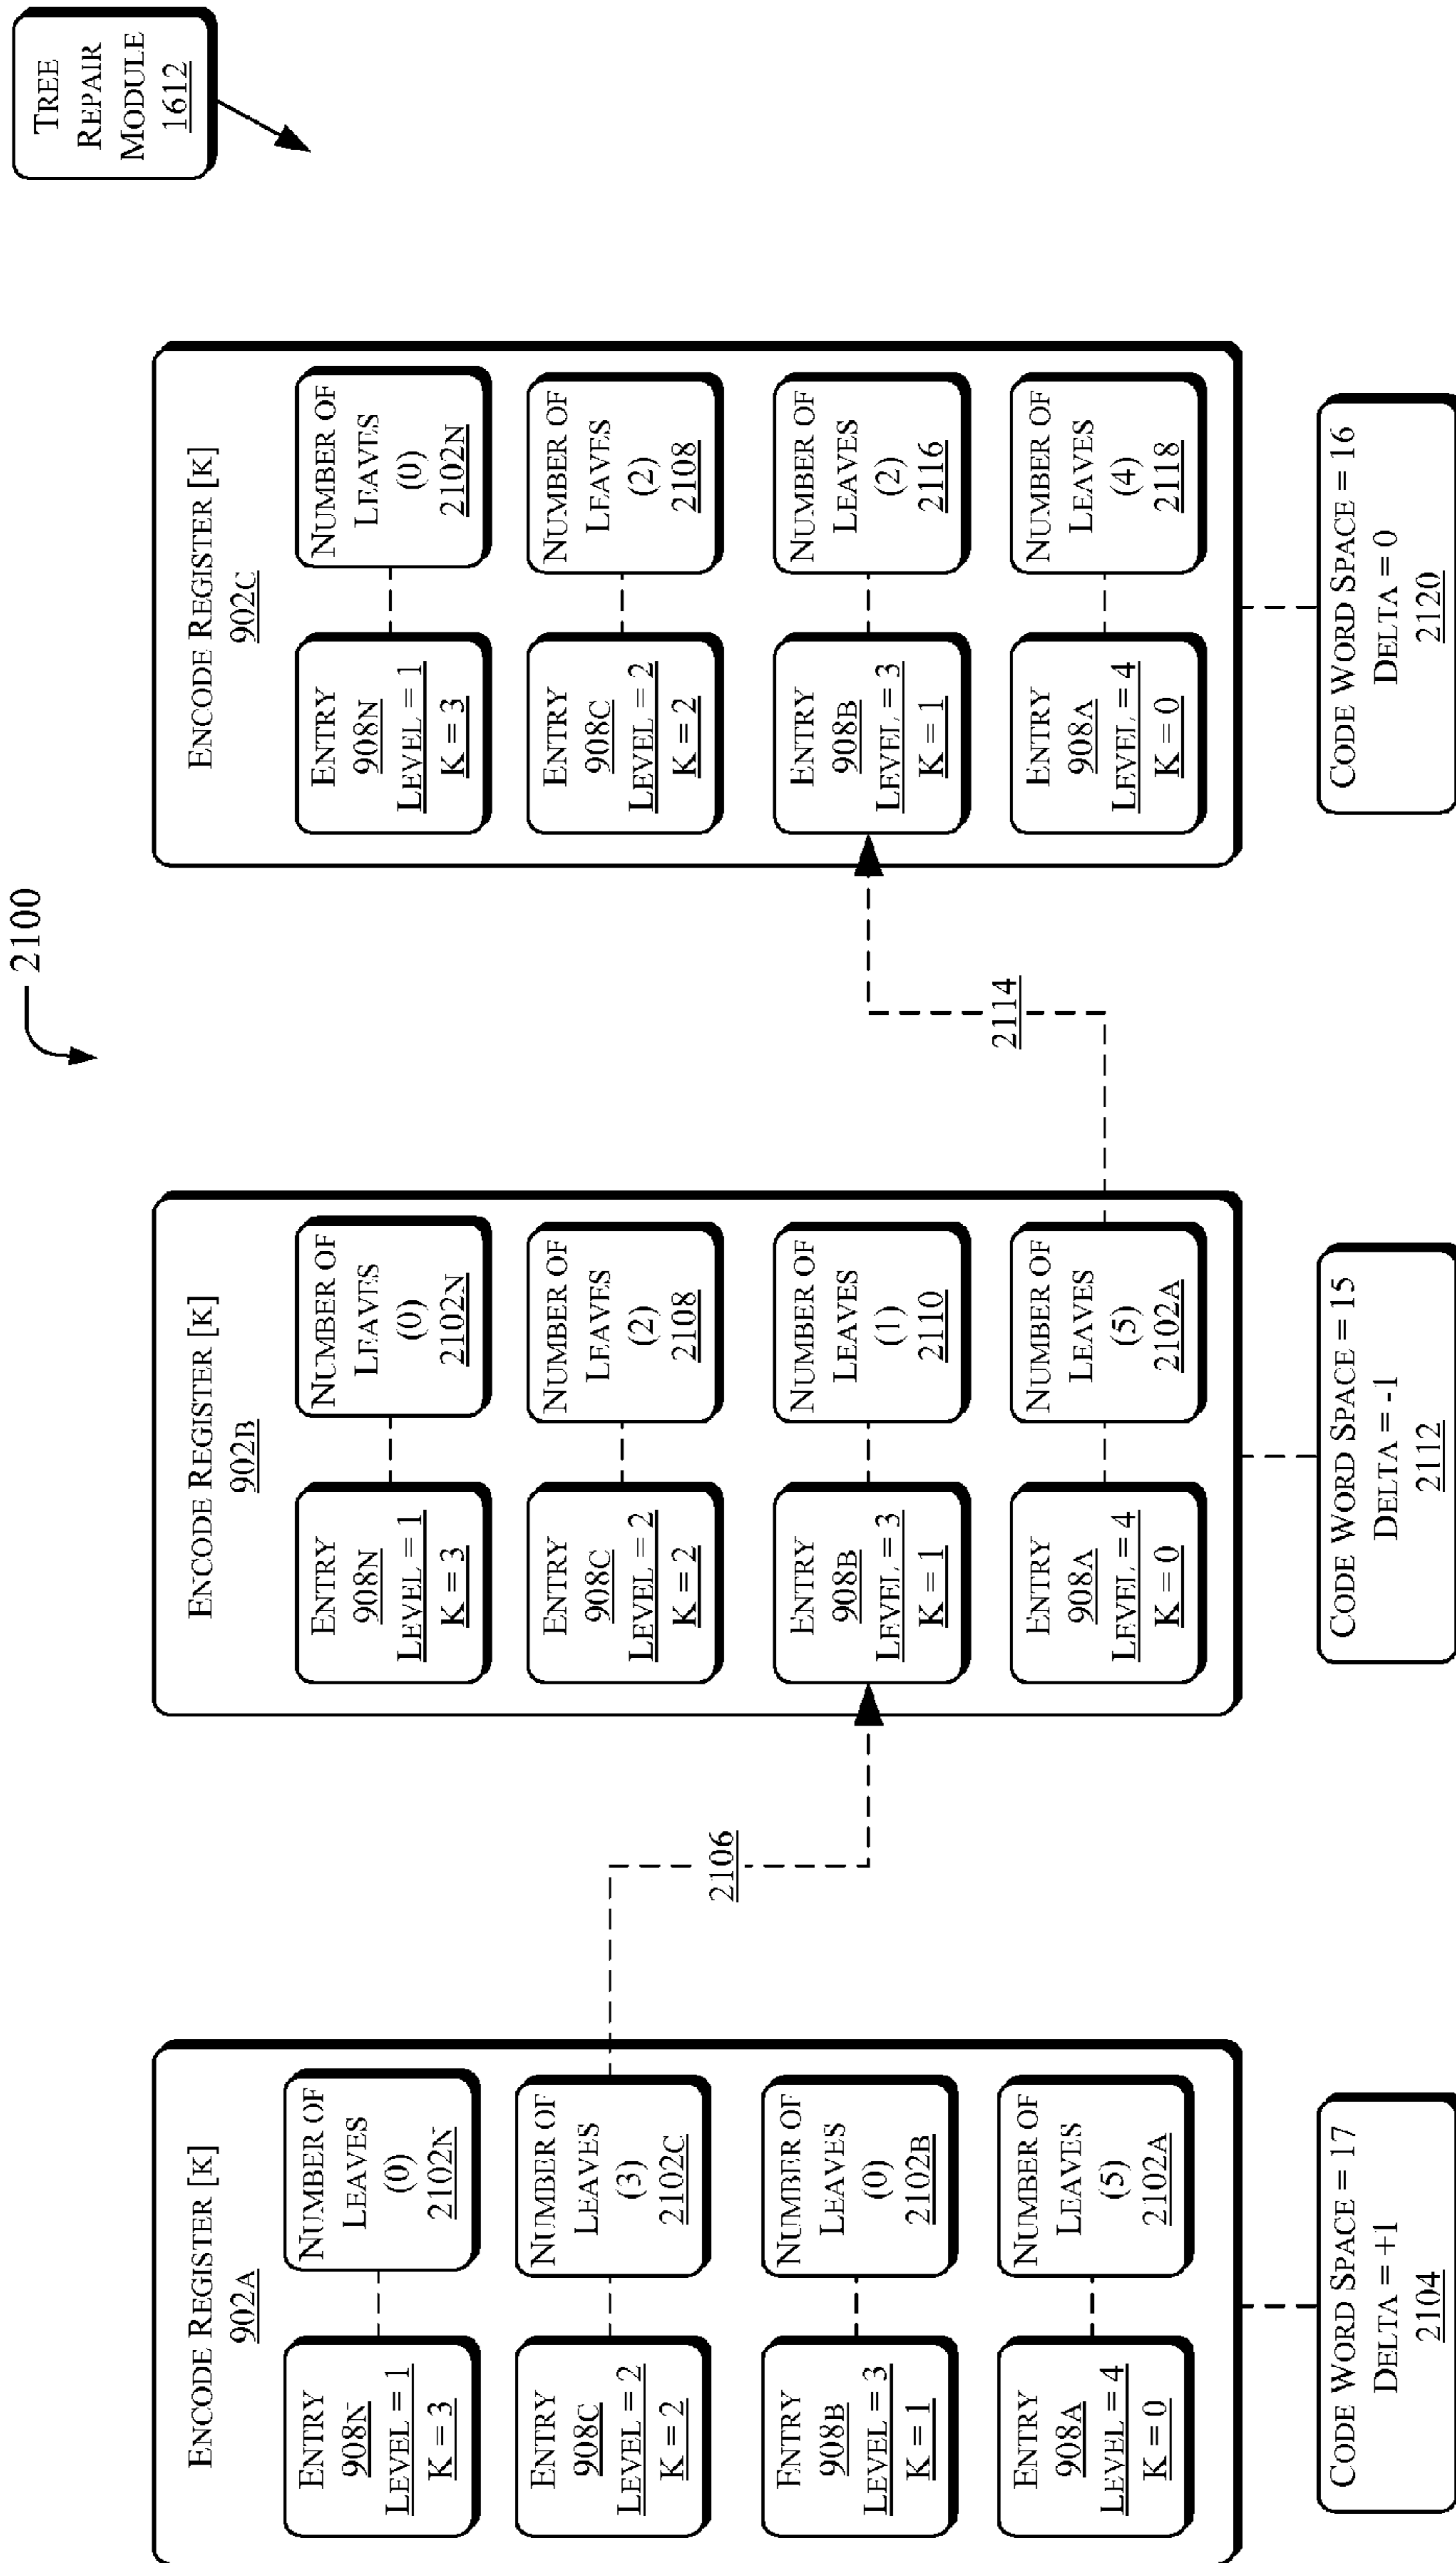 2100
TREE
REPAIR
MODULE
1612
ENCODE REGISTER [K]
902A
ENTRY
908N
LEVEL = 1
K = 3
NUMBER OF
LEAVES
(0)
2102N
ENTRY
908C
LEVEL = 2
K = 2
NUMBER OF
LEAVES
(3)
2102C
ENTRY
908B
LEVEL = 3
K = 1
NUMBER OF
LEAVES
(0)
2102B
ENTRY
908A
LEVEL = 4
K = 0
NUMBER OF
LEAVES
(5)
2102A
CODE WORD SPACE = 17
DELTA = +1
2104
2106
ENCODE REGISTER [K]
902B
ENTRY
908N
LEVEL = 1
K = 3
NUMBER OF
LEAVES
(0)
2102N
ENTRY
908C
LEVEL = 2
K = 2
NUMBER OF
LEAVES
(2)
2108
ENTRY
908B
LEVEL = 3
K = 1
NUMBER OF
LEAVES
(1)
2110
ENTRY
908A
LEVEL = 4
K = 0
NUMBER OF
LEAVES
(5)
2102A
CODE WORD SPACE = 15
DELTA = -1
2112
2114
ENCODE REGISTER [K]
902C
ENTRY
908N
LEVEL = 1
K = 3
NUMBER OF
LEAVES
(0)
2102N
ENTRY
908C
LEVEL = 2
K = 2
NUMBER OF
LEAVES
(2)
2108
ENTRY
908B
LEVEL = 3
K = 1
NUMBER OF
LEAVES
(2)
2116
ENTRY
908A
LEVEL = 4
K = 0
NUMBER OF
LEAVES
(4)
2118
CODE WORD SPACE = 16
DELTA = 0
2120